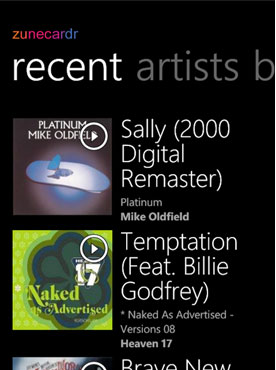 zunecardr
recent artists b
PLATINUM
MIKE OLDFIELD
Sally (2000
Digital
Remaster)
Platinum
Mike Oldfield
17
Naked
as Advertised
Temptation
(Feat. Billie
Godfrey)
* Naked As Advertised -
Versions 08
Heaven 17
Brave New